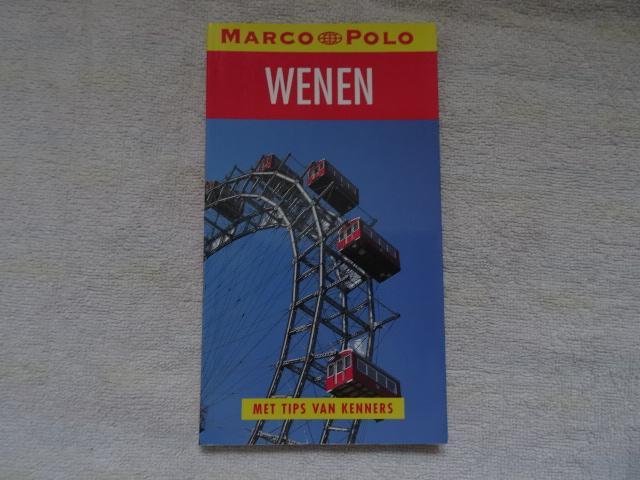 MARCO POLO
WENEN
MET TIPS VAN KENNERS